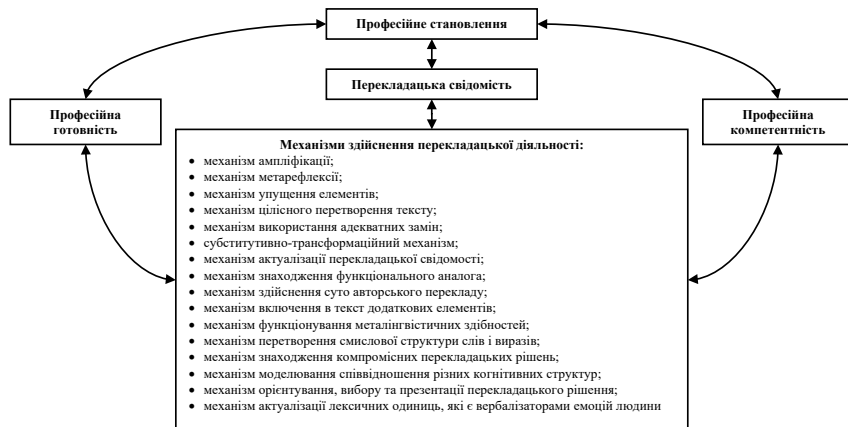 Професійне становлення
Перекладацька свідомість
Професійна
готовність
Професійна
компетентність
Механізми здійснення перекладацької діяльності:
• механізм ампліфікації;
• механізм метарефлексії;
• механізм упущення елементів;
• механізм цілісного перетворення тексту;
• механізм використання адекватних замін;
• субститутивно-трансформаційний механізм;
• механізм актуалізації перекладацької свідомості;
• механізм знаходження функціонального аналога;
• механізм здійснення суто авторського перекладу;
• механізм включення в текст додаткових елементів;
• механізм функціонування металінгвістичних здібностей;
• механізм перетворення смислової структури слів і виразів;
• механізм знаходження компромісних перекладацьких рішень;
• механізм моделювання співвідношення різних когнітивних структур;
• механізм орієнтування, вибору та презентації перекладацького рішення;
• механізм актуалізації лексичних одиниць, які є вербалізаторами емоцій людини